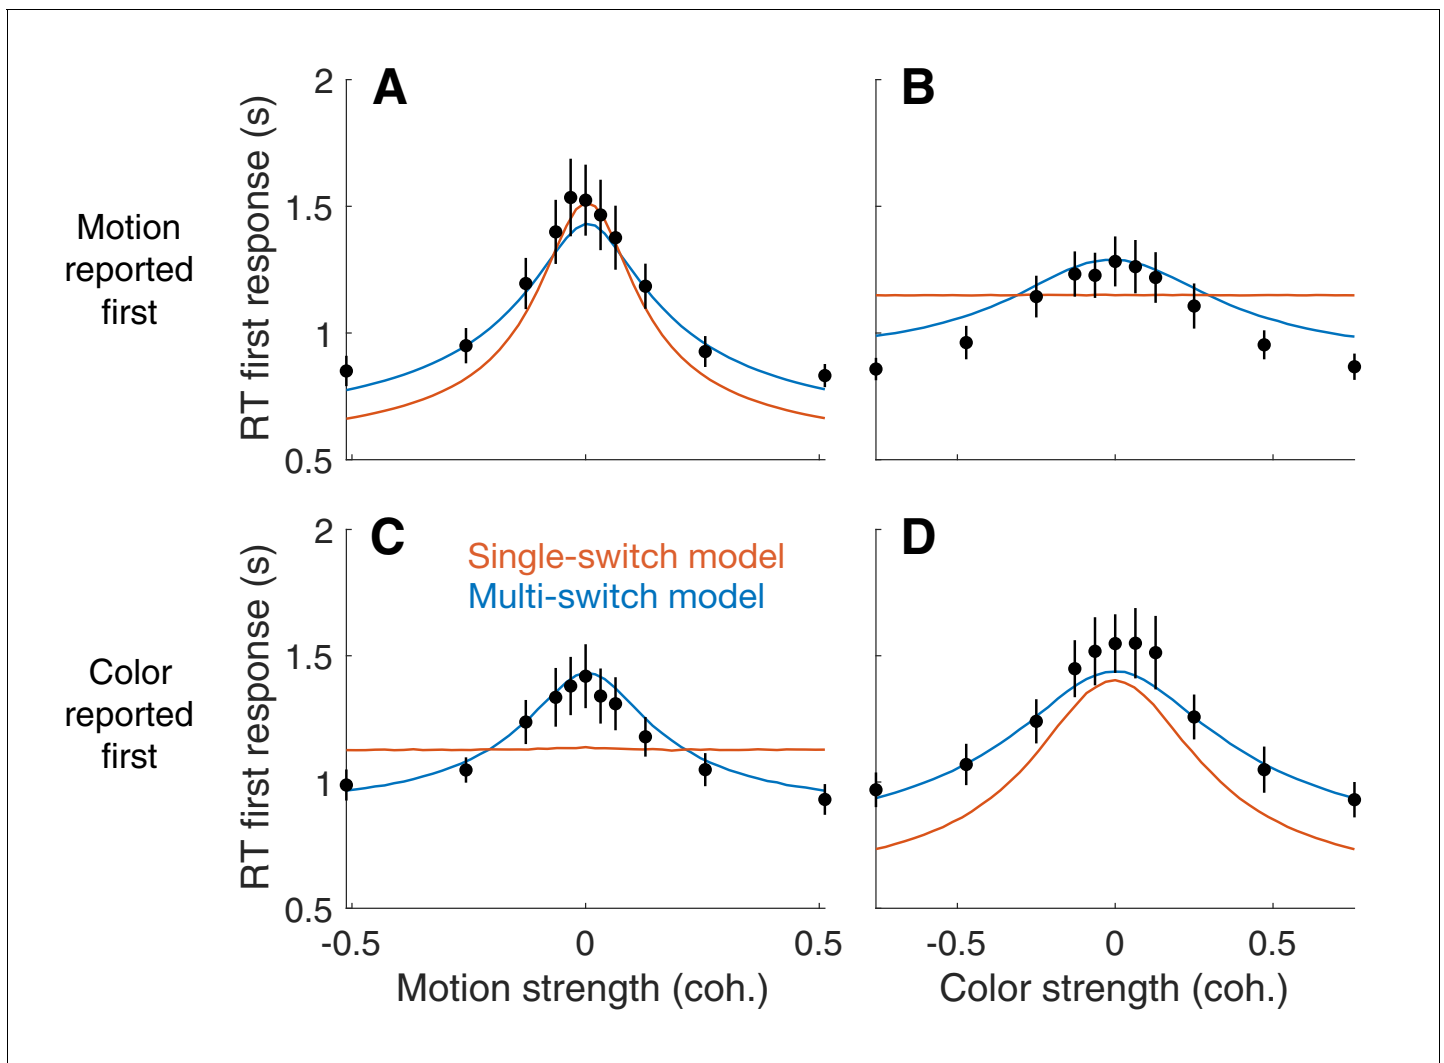 A
B
2
1.5
1
0.5
RT first response (s)
Motion
reported
first
C
D
Single-switch model
Multi-switch model
2
1.5
1
0.5
RT first response (s)
Color
reported
first
-0.5
0
0.5
-0.5
0
0.5
Motion strength (coh.)
Color strength (coh.)